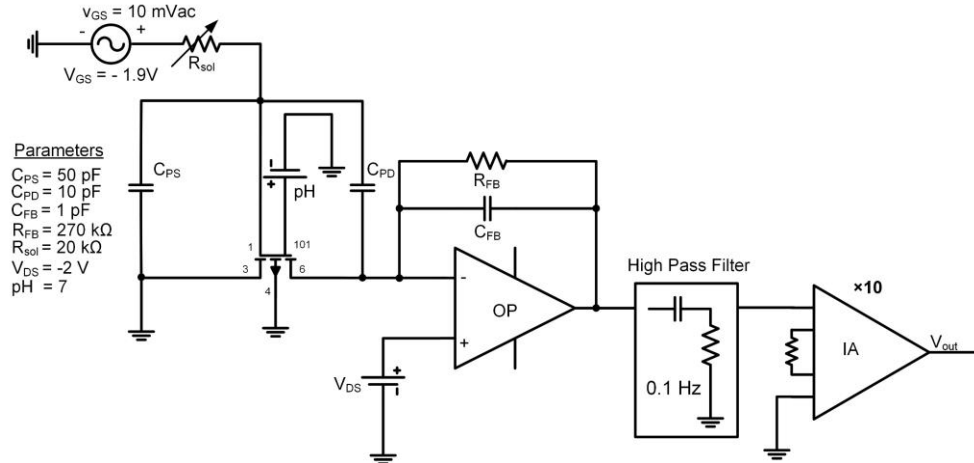 vGS = 10 mVac
- +
Rsol
VGS = - 1.9V
Parameters
CPS = 50 pF
CPD = 10 pF
CFB = 1 pF
RFB = 270 kΩ
Rsol = 20 kΩ
VDS = -2 V
pH = 7
CPS
pH
CPD
RFB
CFB
1 101
3 6
4
-
OP
+
VDS
High Pass Filter
0.1 Hz
×10
IA
Vout